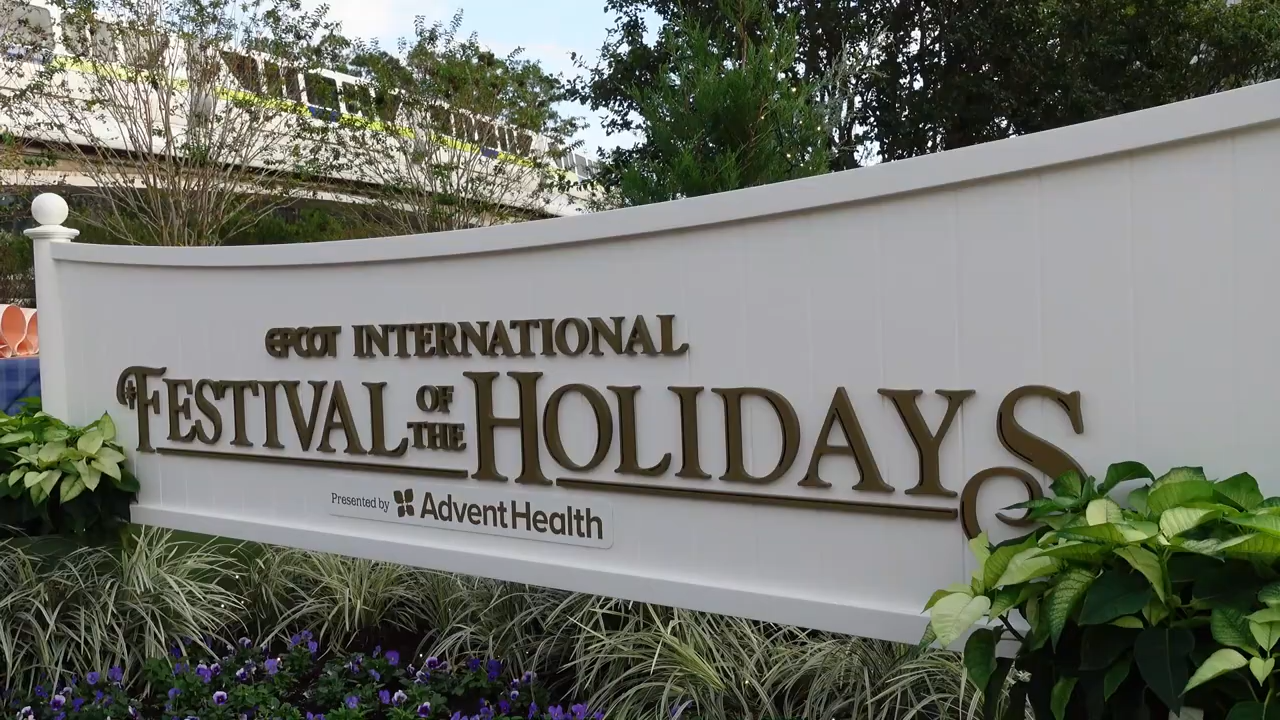 EPCOT INTERNATIONAL
FESTIVAL OF THE HOLIDAYS
Presented by AdventHealth